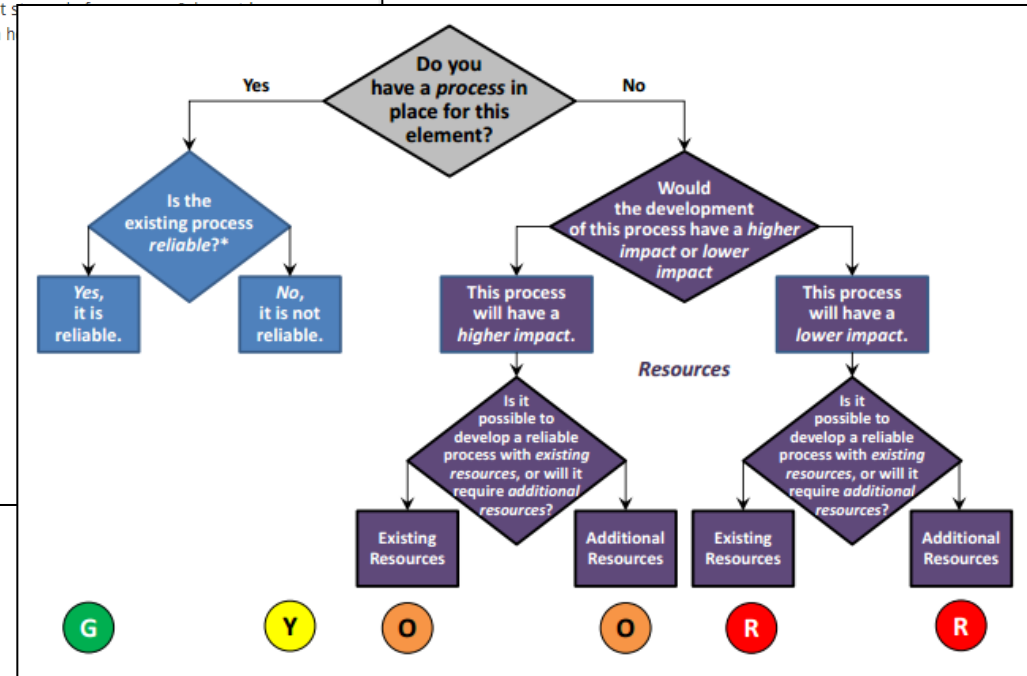 Do you
have a process in
place for this
element?
Yes
No
Is the
existing process
reliable?*
Would
the development
of this process have a higher
impact or lower
impact
Yes,
it is
reliable.
No,
it is not
reliable.
This process
will have a
higher impact.
This process
will have a
lower impact.
Resources
Is it
possible to
develop a reliable
process with existing
resources, or will it
require additional
resources?
Is it
possible to
develop a reliable
process with existing
resources, or will it
require additional
resources?
Existing
Resources
Additional
Resources
Existing
Resources
Additional
Resources
G
Y
O
O
R
R